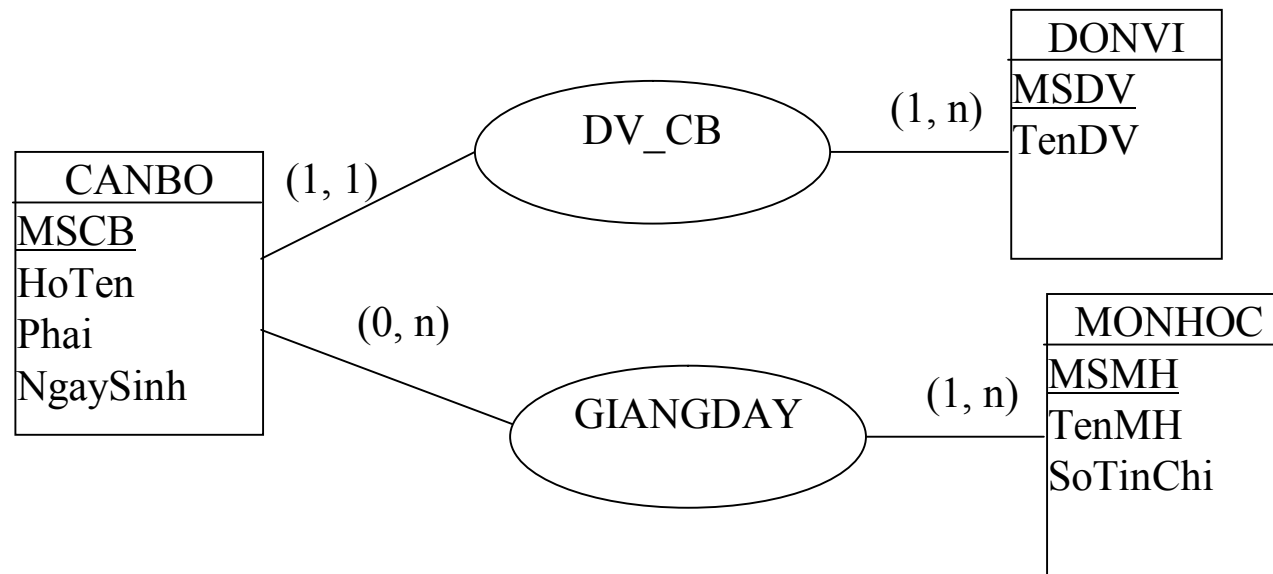 CANBO
MSCB
HoTen
Phai
NgaySinh
(1, 1)
DV_CB
(1, n)
DONVI
MSDV
TenDV
(0, n)
GIANGDAY
(1, n)
MONHOC
MSMH
TenMH
SoTinChi